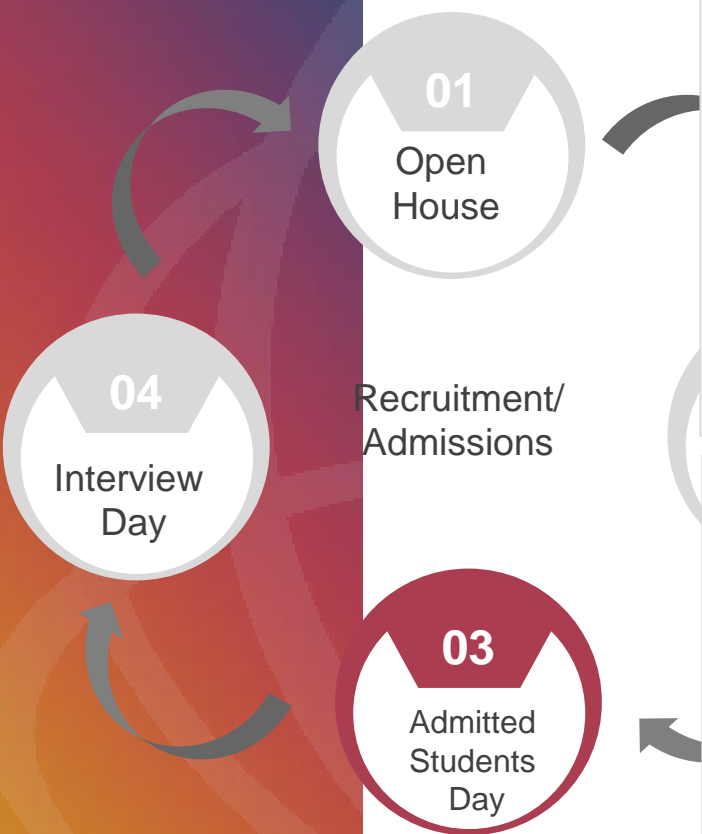 01
Open
House
04
Interview
Day
Recruitment/
Admissions
03
Admitted
Students
Day